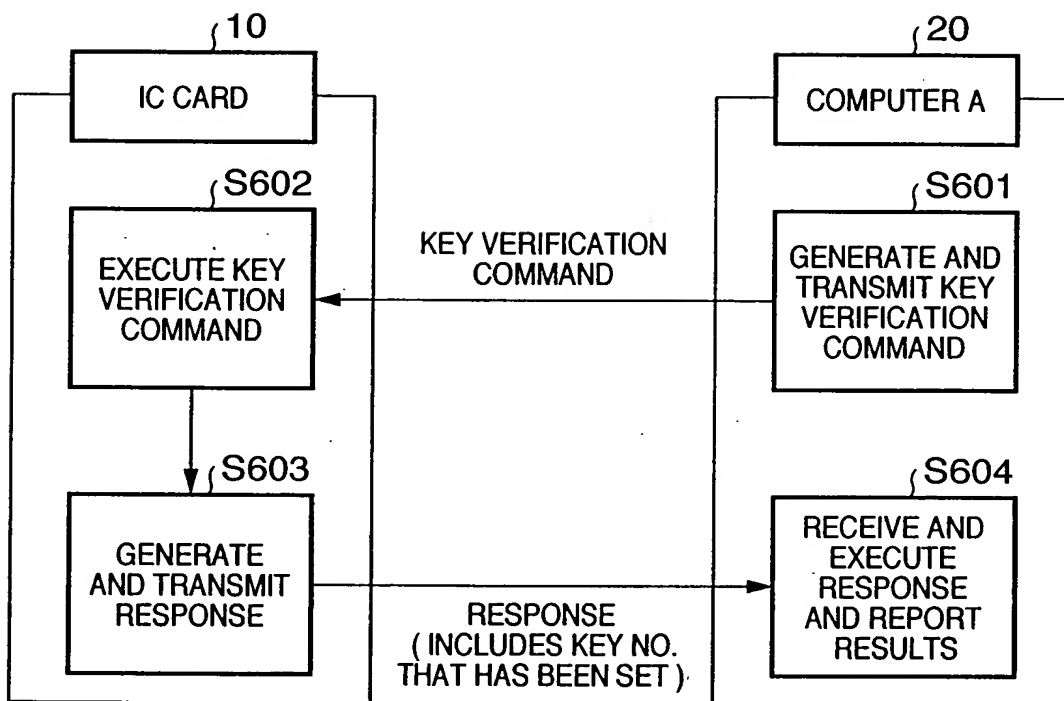 10
IC CARD
20
COMPUTER A
S602
EXECUTE KEY
VERIFICATION
COMMAND
KEY VERIFICATION
COMMAND
S601
GENERATE AND
TRANSMIT KEY
VERIFICATION
COMMAND
S603
GENERATE
AND TRANSMIT
RESPONSE
RESPONSE
( INCLUDES KEY NO.
THAT HAS BEEN SET )
S604
RECEIVE AND
EXECUTE
RESPONSE
AND REPORT
RESULTS